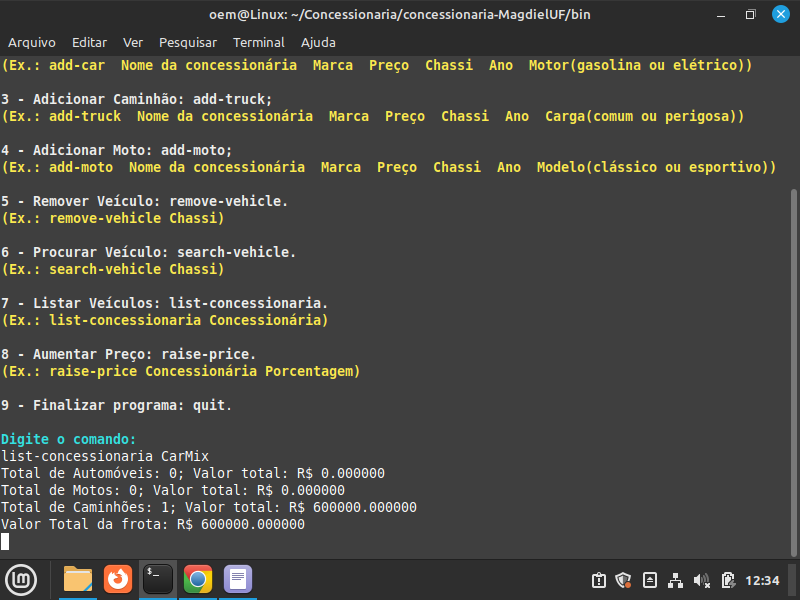 oem@Linux: ~/Concessionaria/concessionaria-MagdielUF/bin
Arquivo Editar Ver Pesquisar Terminal Ajuda
(Ex.: add-car  Nome da concessionária  Marca  Preço  Chassi  Ano  Motor(gasolina ou elétrico))
3 - Adicionar Caminhão: add-truck;
(Ex.: add-truck  Nome da concessionária  Marca  Preço  Chassi  Ano  Carga(comum ou perigosa))
4 - Adicionar Moto: add-moto;
(Ex.: add-moto  Nome da concessionária  Marca  Preço  Chassi  Ano  Modelo(clássico ou esportivo))
5 - Remover Veículo: remove-vehicle.
(Ex.: remove-vehicle Chassi)
6 - Procurar Veículo: search-vehicle.
(Ex.: search-vehicle Chassi)
7 - Listar Veículos: list-concessionaria.
(Ex.: list-concessionaria Concessionária)
8 - Aumentar Preço: raise-price.
(Ex.: raise-price Concessionária Porcentagem)
9 - Finalizar programa: quit.
Digite o comando:
list-concessionaria CarMix
Total de Automóveis: 0; Valor total: R$ 0.000000
Total de Motos: 0; Valor total: R$ 0.000000
Total de Caminhões: 1; Valor total: R$ 600000.000000
Valor Total da frota: R$ 600000.000000
12:34